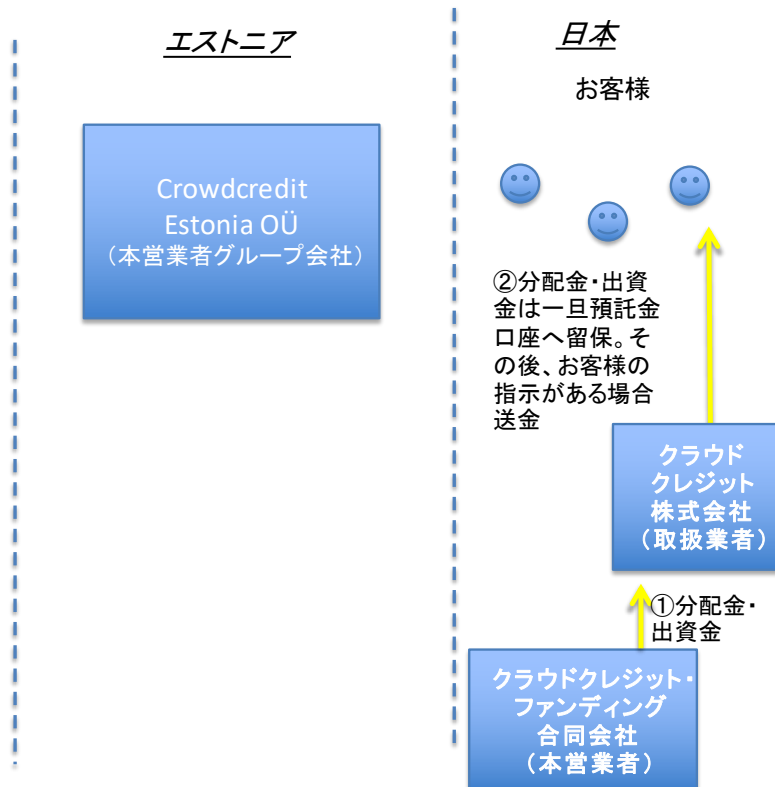 エストニア
日本
お客様
Crowdcredit
Estonia OÜ
（本営業者グループ会社）
②分配金・出資
金は一旦預託金
口座へ留保。そ
の後、お客様の
指示がある場合
送金
クラウド
クレジット
株式会社
（取扱業者）
①分配金・
出資金
クラウドクレジット・
ファンディング
合同会社
（本営業者）